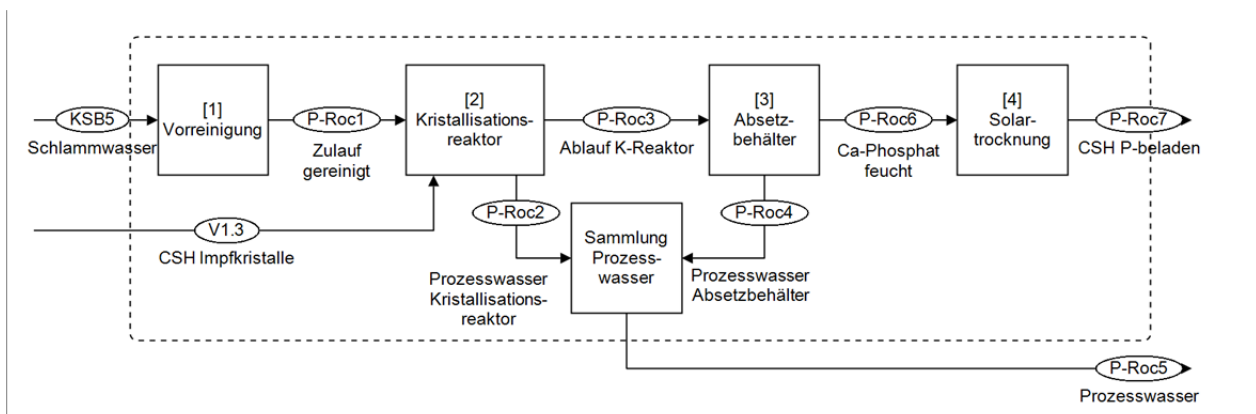 [1]
Vorreinigung
[2]
Kristallisations-
reaktor
[3]
Absetz-
behälter
[4]
Solar-
trocknung
KSB5
Schlammwasser
P-Roc1
Zulauf
gereinigt
P-Roc3
Ablauf K-Reaktor
P-Roc6
Ca-Phosphat
feucht
P-Roc7
CSH P-beladen
V1.3
CSH Impfkristalle
P-Roc2
Prozesswasser
Kristallisations-
reaktor
Sammlung
Prozess-
wasser
P-Roc4
Prozesswasser
Absetzbehälter
P-Roc5
Prozesswasser